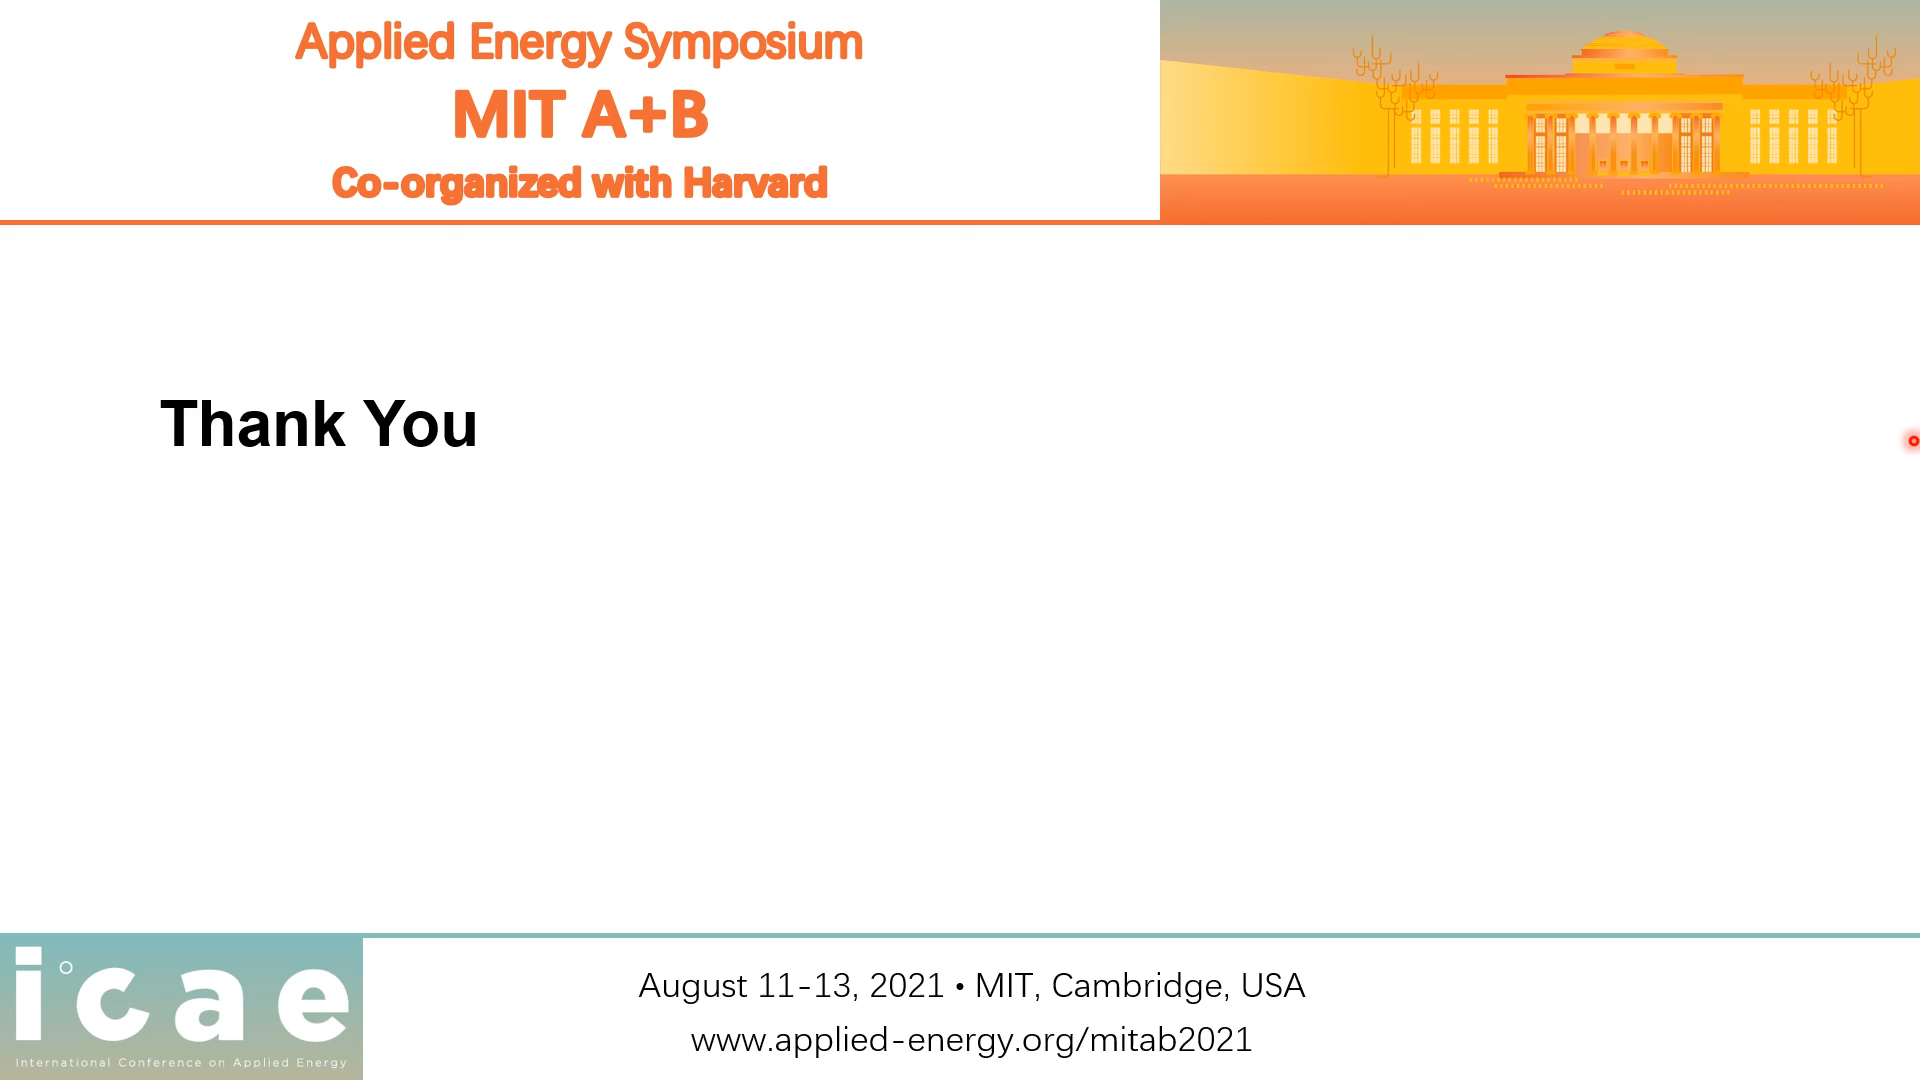 Applied Energy Symposium
MIT A+B
Co-organized with Harvard
Thank You
icae
International Conference on Applied Energy
August 11-13, 2021 • MIT, Cambridge, USA
www.applied-energy.org/mitab2021